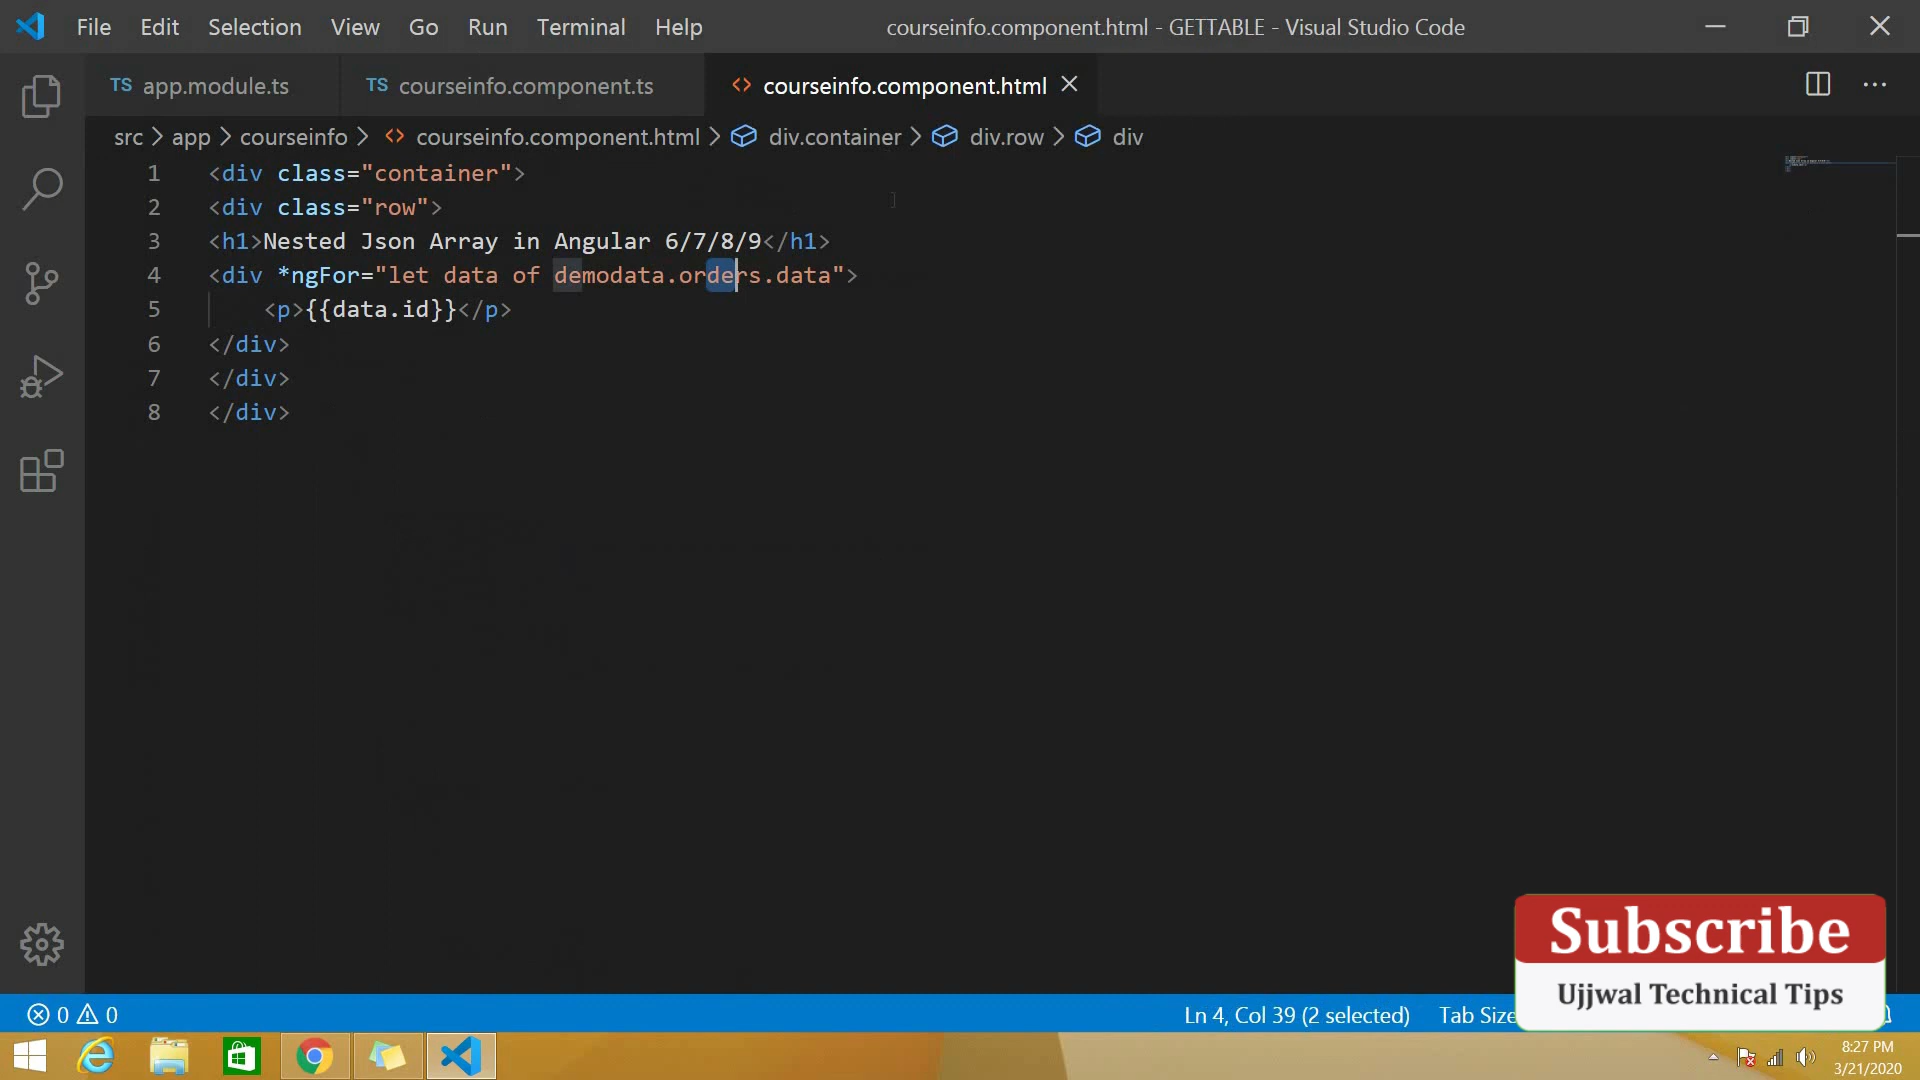 File Edit Selection View Go Run Terminal Help courseinfo.component.html - GETTABLE - Visual Studio Code
TS app.module.ts TS courseinfo.component.ts <> courseinfo.component.html
src > app > courseinfo > <> courseinfo.component.html > div.container > div.row > div
1 <div class="container">
2 <div class="row">
3 <h1>Nested Json Array in Angular 6/7/8/9</h1>
4 <div *ngFor="let data of demodata.orders.data">
5 <p>{{data.id}}</p>
6 </div>
7 </div>
8 </div>
Subscribe
Ujjwal Technical Tips
0 0 Ln 4, Col 39 (2 selected) Tab Size
8:27 PM
3/21/2020